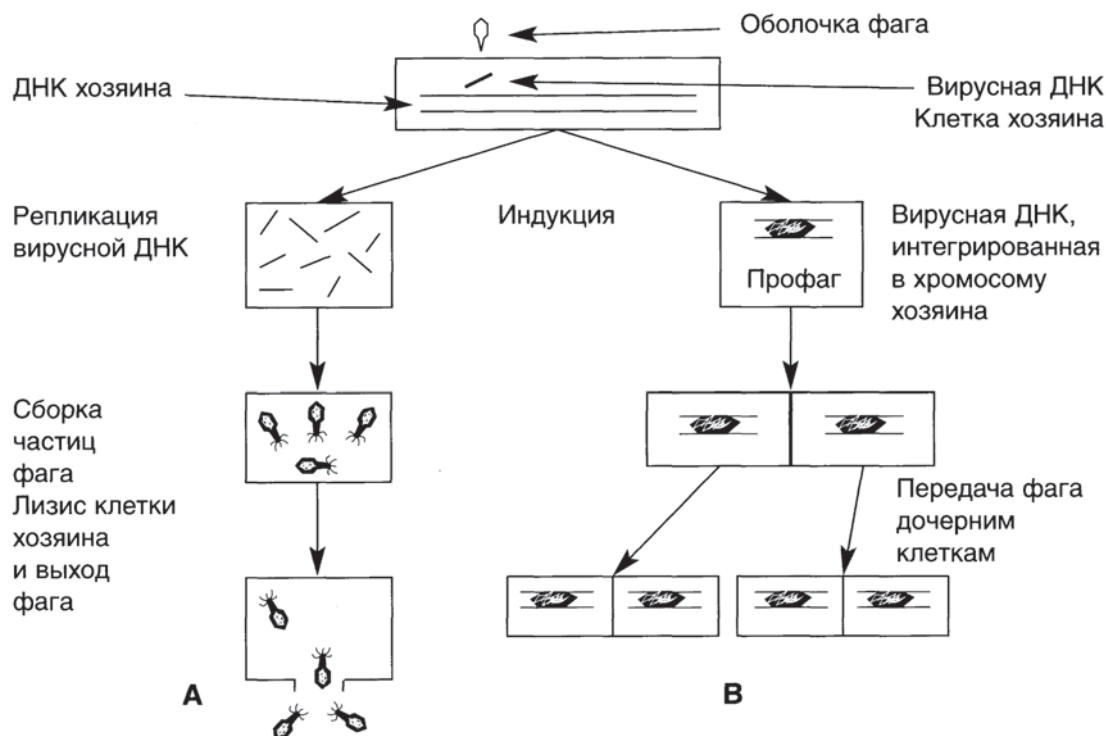 Оболочка фага
ДНК хозяина
Вирусная ДНК
Клетка хозяина
Репликация
вирусной ДНК
Индукция
Профаг
Вирусная ДНК,
интегрированная
в хромосому
хозяина
Сборка
частиц
фага
Лизис клетки
хозяина
и выход
фага
Передача фага
дочерним
клеткам
А
В